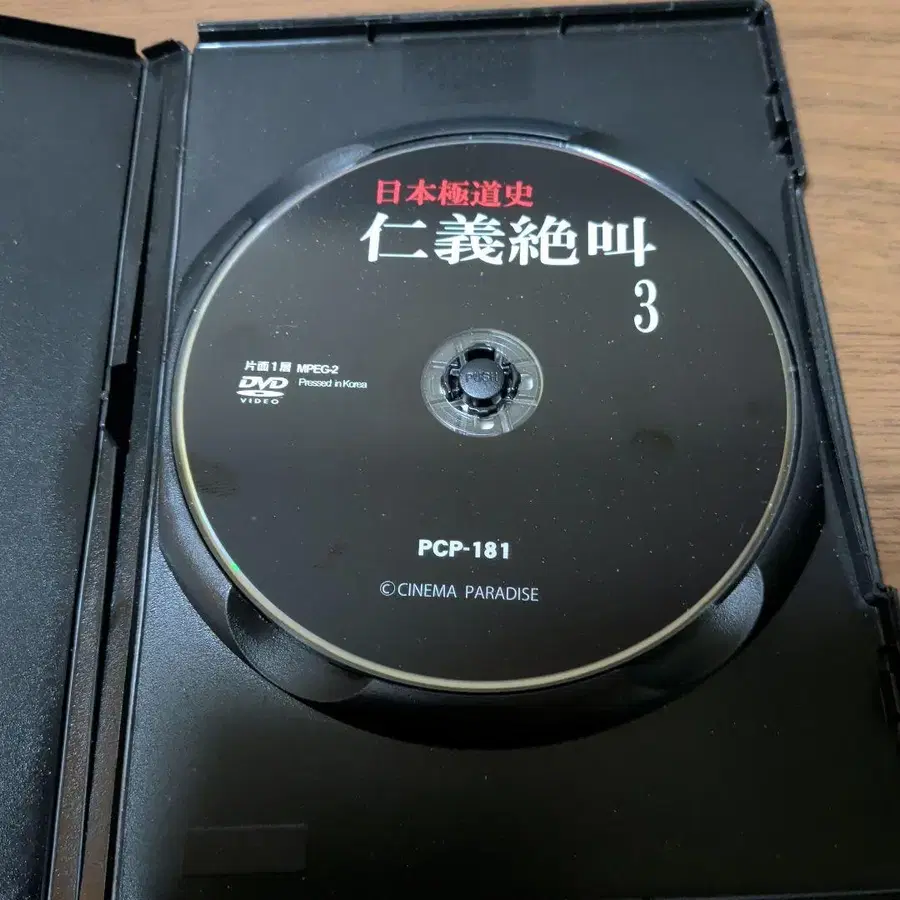 日本極道史
仁義絶叫
3
片面1層 MPEG-2
DVD Pressed in Korea
VIDEO
PUSH
PCP-181
©CINEMA PARADISE